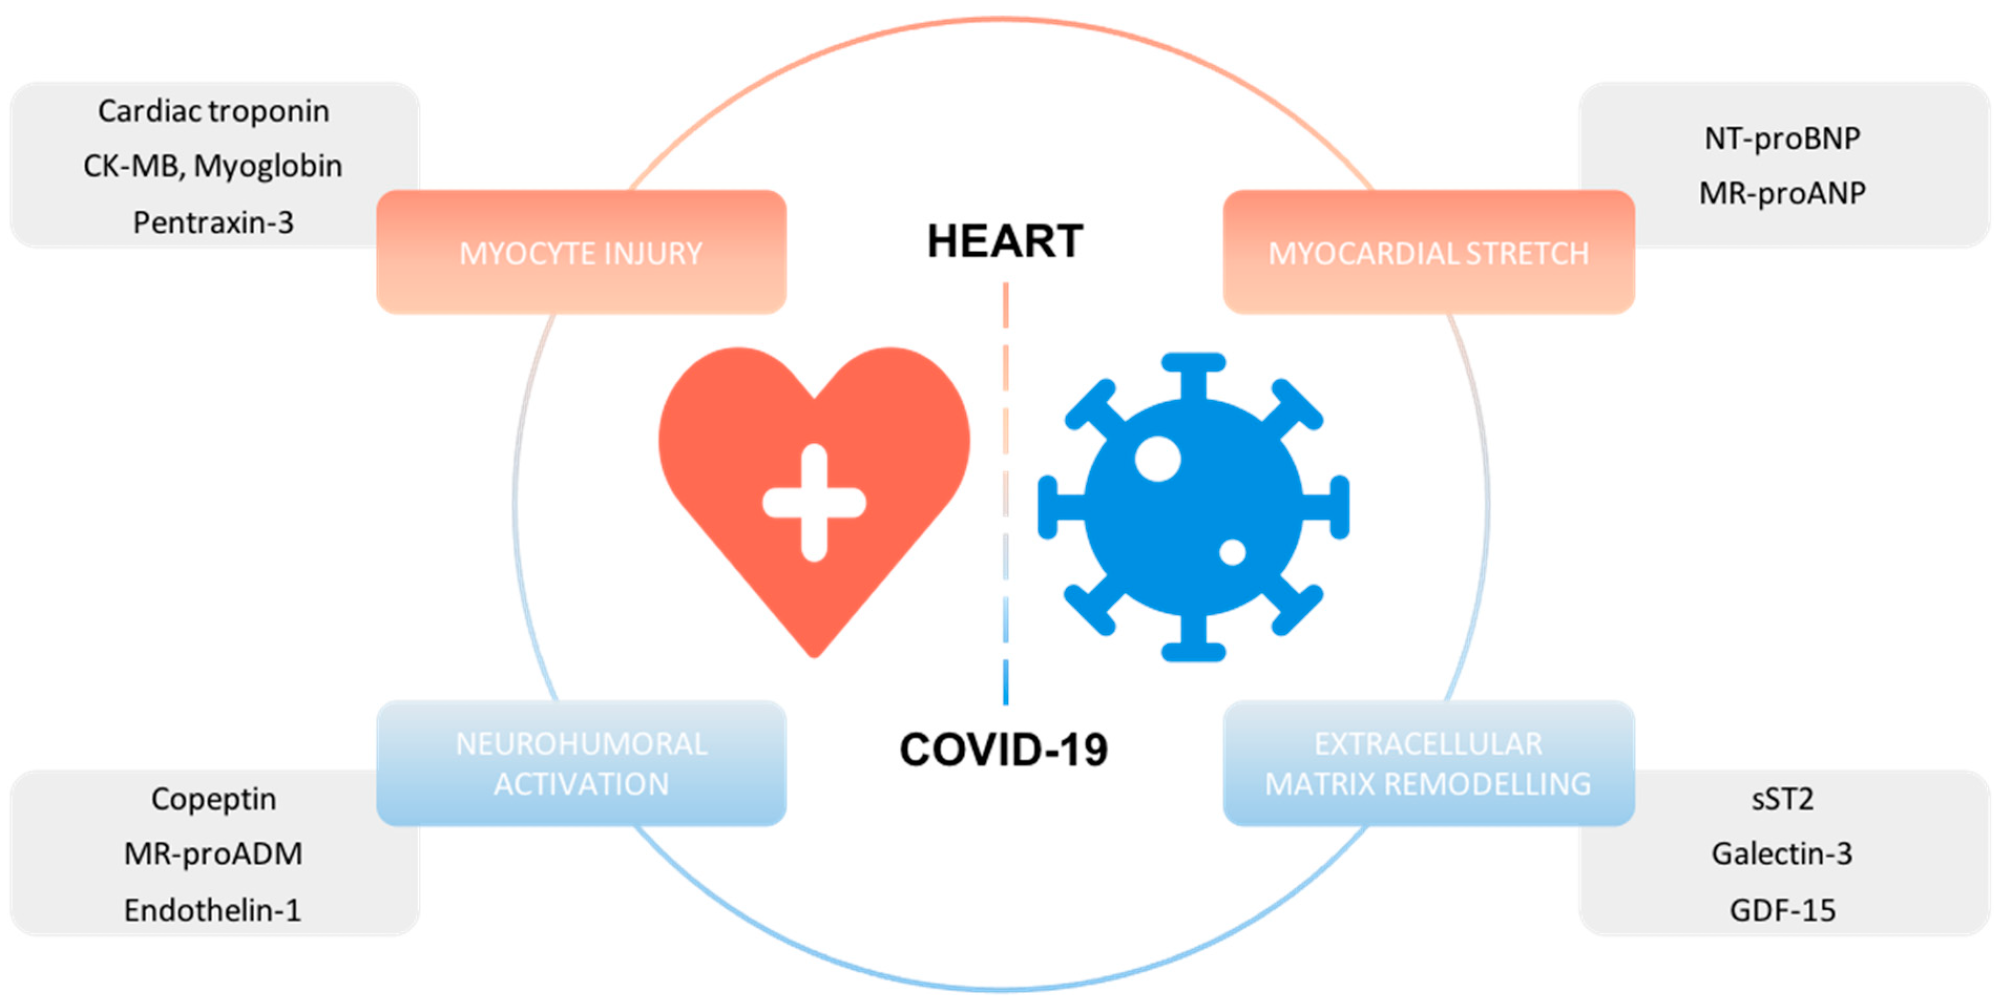 Cardiac troponin
CK-MB, Myoglobin
Pentraxin-3
MYOCYTE INJURY
HEART
NT-proBNP
MR-proANP
MYOCARDIAL STRETCH
NEUROHUMORAL
ACTIVATION
Copeptin
MR-proADM
Endothelin-1
COVID-19
EXTRACELLULAR
MATRIX REMODELLING
sST2
Galectin-3
GDF-15